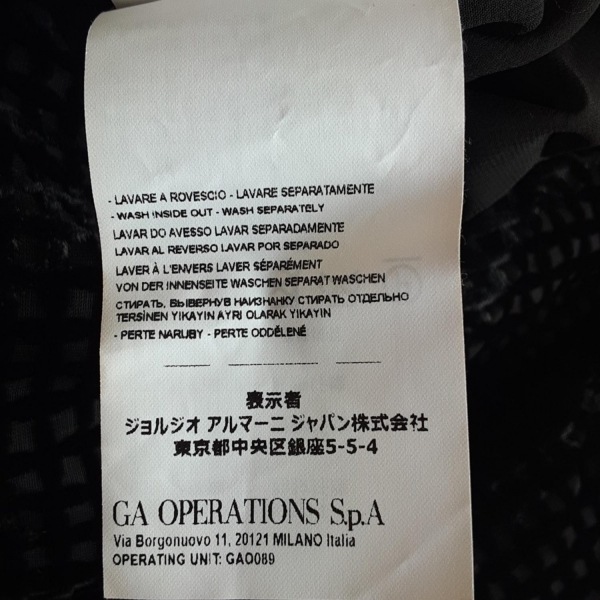 - LAVARE A ROVESCIO - LAVARE SEPARATAMENTE
- WASH INSIDE OUT - WASH SEPARATELY
LAVAR DO AVESSO LAVAR SEPARADAMENTE
LAVAR AL REVERSO LAVAR POR SEPARADO
LAVER À L'ENVERS LAVER SÉPARÉMENT
VON DER INNENSEITE WASCHEN SEPARAT WASCHEN
СТИРАТЬ, ВЫВЕРНУВ НАИЗНАНКУ СТИРАТЬ ОТДЕЛЬНО
TERSİNEN YIKAYIN AYRI OLARAK YIKAYIN
- PERTE NARUBY - PERTE ODDĚLENĚ
表示者
ジョルジオ アルマーニ ジャパン株式会社
東京都中央区銀座5-5-4
GA OPERATIONS S.p.A
Via Borgonuovo 11, 20121 MILANO Italia
OPERATING UNIT: GAO089